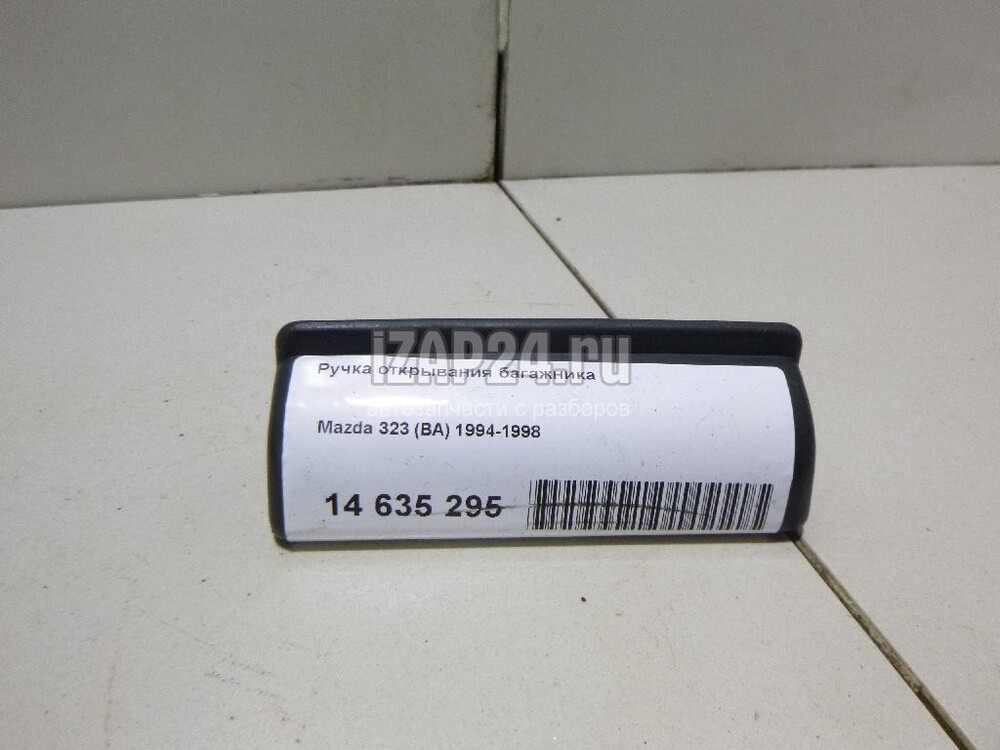 iZAP24.ru
Ручка открывания багажника
автозапчасти с разборов
Mazda 323 (BA) 1994-1998
14 635 295